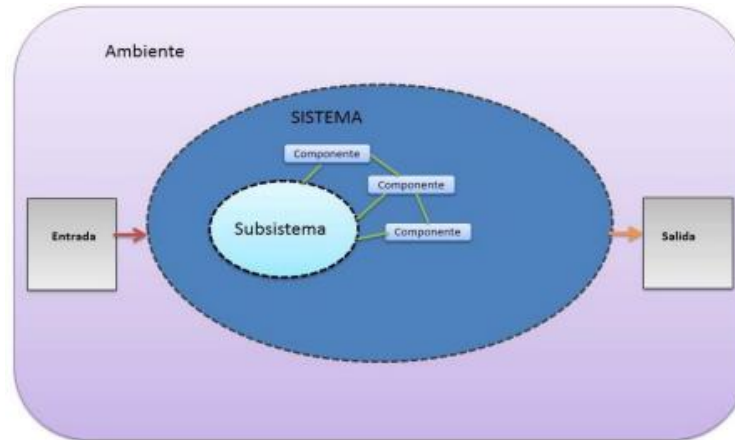 Ambiente
SISTEMA
Componente
Componente
Subsistema
Componente
Entrada
Salida